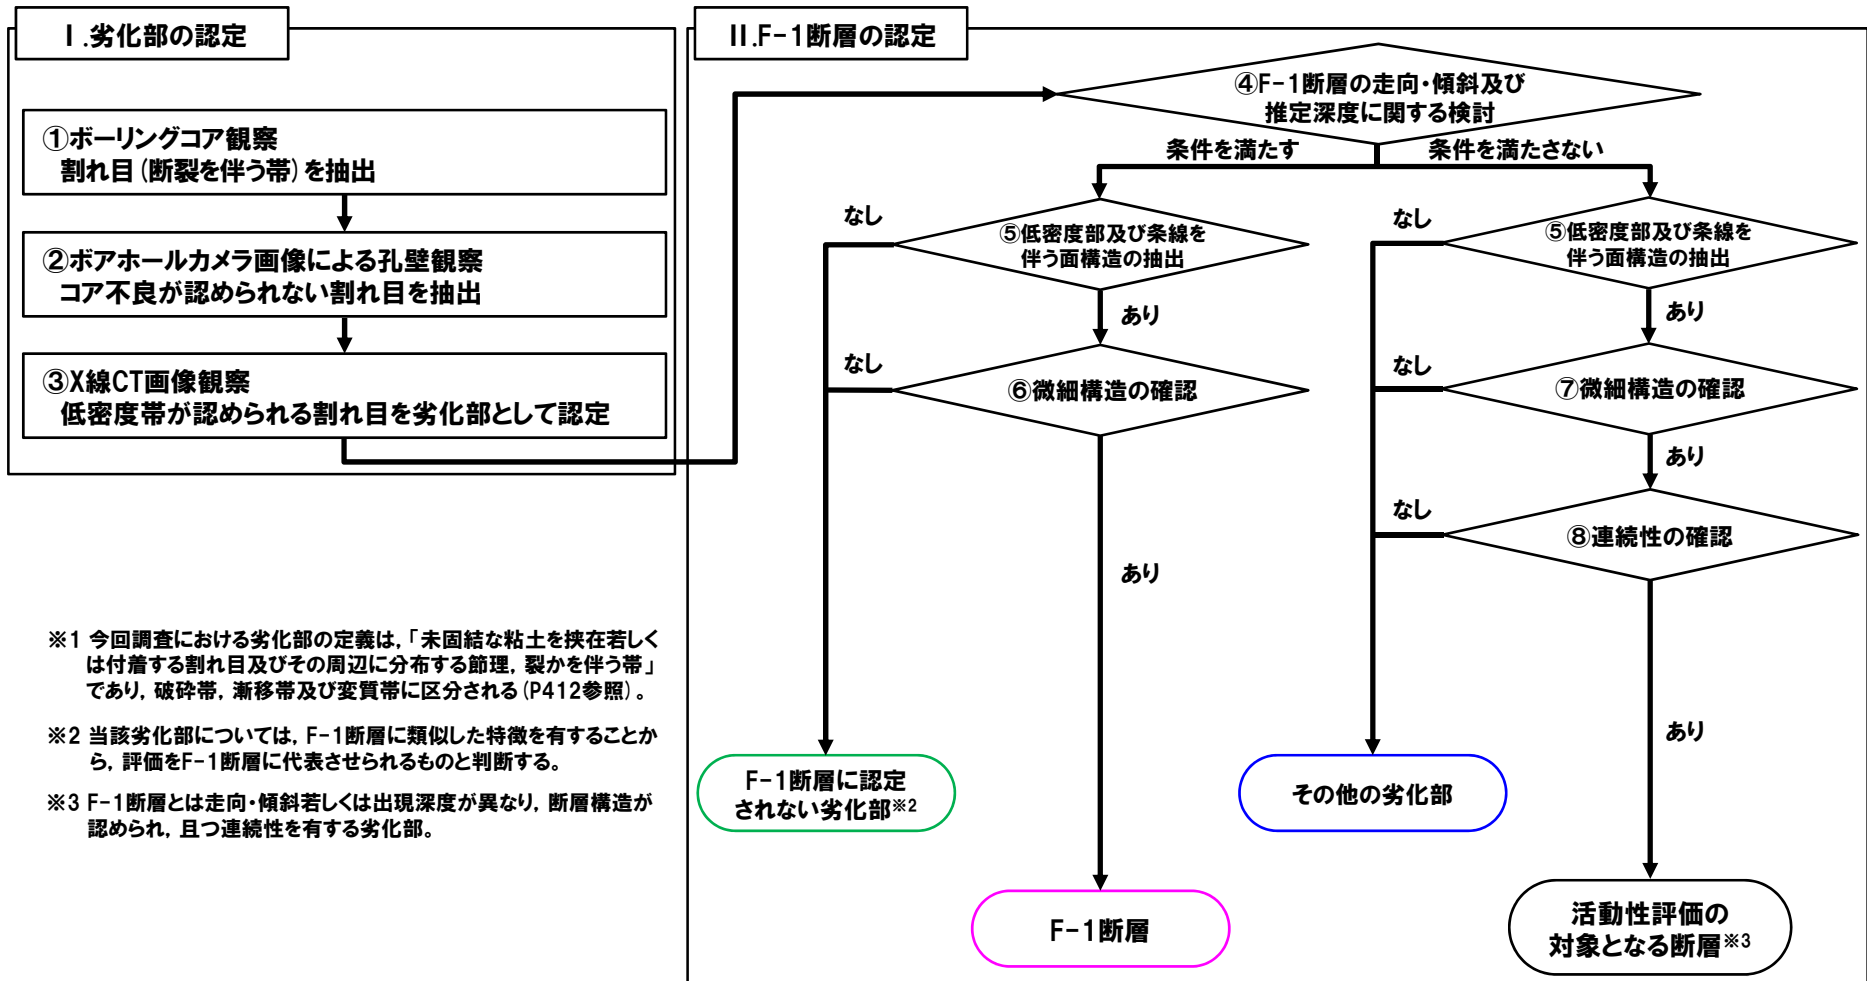 Ⅰ.劣化部の認定
①ボーリングコア観察
割れ目(断裂を伴う帯)を抽出
②ボアホールカメラ画像による孔壁観察
コア不良が認められない割れ目を抽出
③X線CT画像観察
低密度帯が認められる割れ目を劣化部として認定
Ⅱ.F-1断層の認定
④F-1断層の走向・傾斜及び
推定深度に関する検討
条件を満たす
条件を満たさない
なし
⑤低密度部及び条線を
伴う面構造の抽出
あり
なし
⑥微細構造の確認
あり
なし
⑤低密度部及び条線を
伴う面構造の抽出
あり
なし
⑦微細構造の確認
あり
なし
⑧連続性の確認
あり
F-1断層に認定
されない劣化部※2
F-1断層
その他の劣化部
活動性評価の
対象となる断層※3
※1 今回調査における劣化部の定義は,「未固結な粘土を挟在若しく
は付着する割れ目及びその周辺に分布する節理,裂かを伴う帯」
であり,破砕帯,漸移帯及び変質帯に区分される(P412参照)。
※2 当該劣化部については,F-1断層に類似した特徴を有することか
ら,評価をF-1断層に代表させられるものと判断する。
※3 F-1断層とは走向・傾斜若しくは出現深度が異なり,断層構造が
認められ,且つ連続性を有する劣化部。